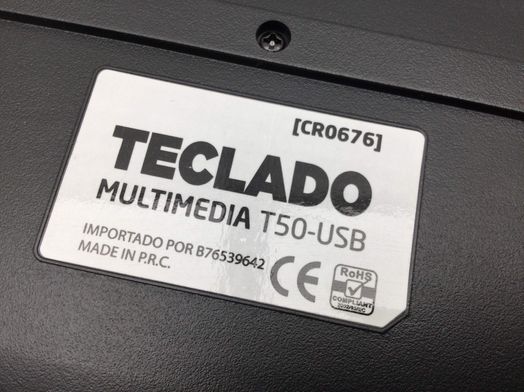 [CR0676]
TECLADO
MULTIMEDIA T50-USB
IMPORTADO POR B76539642
MADE IN P.R.C.
CE
RoHS
COMPLIANT